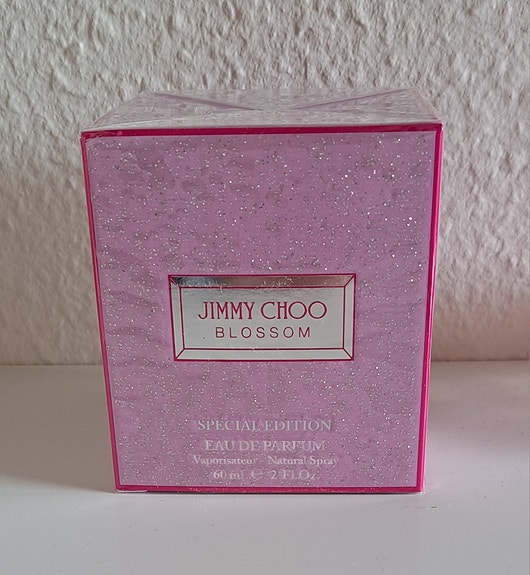 JIMMY CHOO
BLOSSOM
SPECIAL EDITION
EAU DE PARFUM
Vaporisateur - Natural Spray
60 ml ℮ 2 Fl.Oz.